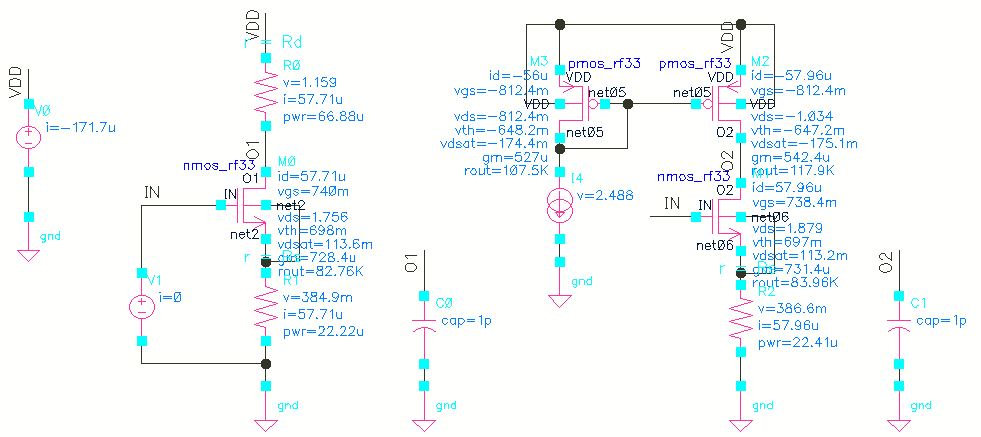 VDD
V0
i=-171.7u
gnd
VDD
r = Rd
R0
v=1.159
i=57.71u
pwr=66.88u
O1
M0
nmos_rf33
O1
id=57.71u
vgs=740m
IN
IN
net2
vds=1.756
vth=698m
net2
vdsat=113.6m
gm=728.4u
rout=82.76K
V1
i=0
R1
v=384.9m
i=57.71u
pwr=22.22u
gnd
O1
C0
cap=1p
gnd
M3
pmos_rf33
id=-56u
VDD
vgs=-812.4m
net05
VDD
vds=-812.4m
vth=-648.2m
net05
vdsat=-174.4m
gm=527u
rout=107.5K
I4
v=2.488
gnd
VDD
M2
pmos_rf33
id=-57.96u
VDD
vgs=-812.4m
net05
VDD
vds=-1.034
vth=-647.2m
O2
vdsat=-175.1m
gm=542.4u
rout=117.9K
O2
nmos_rf33
O2
id=57.96u
vgs=738.4m
IN
IN
net06
vds=1.879
vth=697m
net06
vdsat=113.2m
gm=731.4u
rout=83.96K
R2
v=386.6m
i=57.96u
pwr=22.41u
gnd
O2
C1
cap=1p
gnd